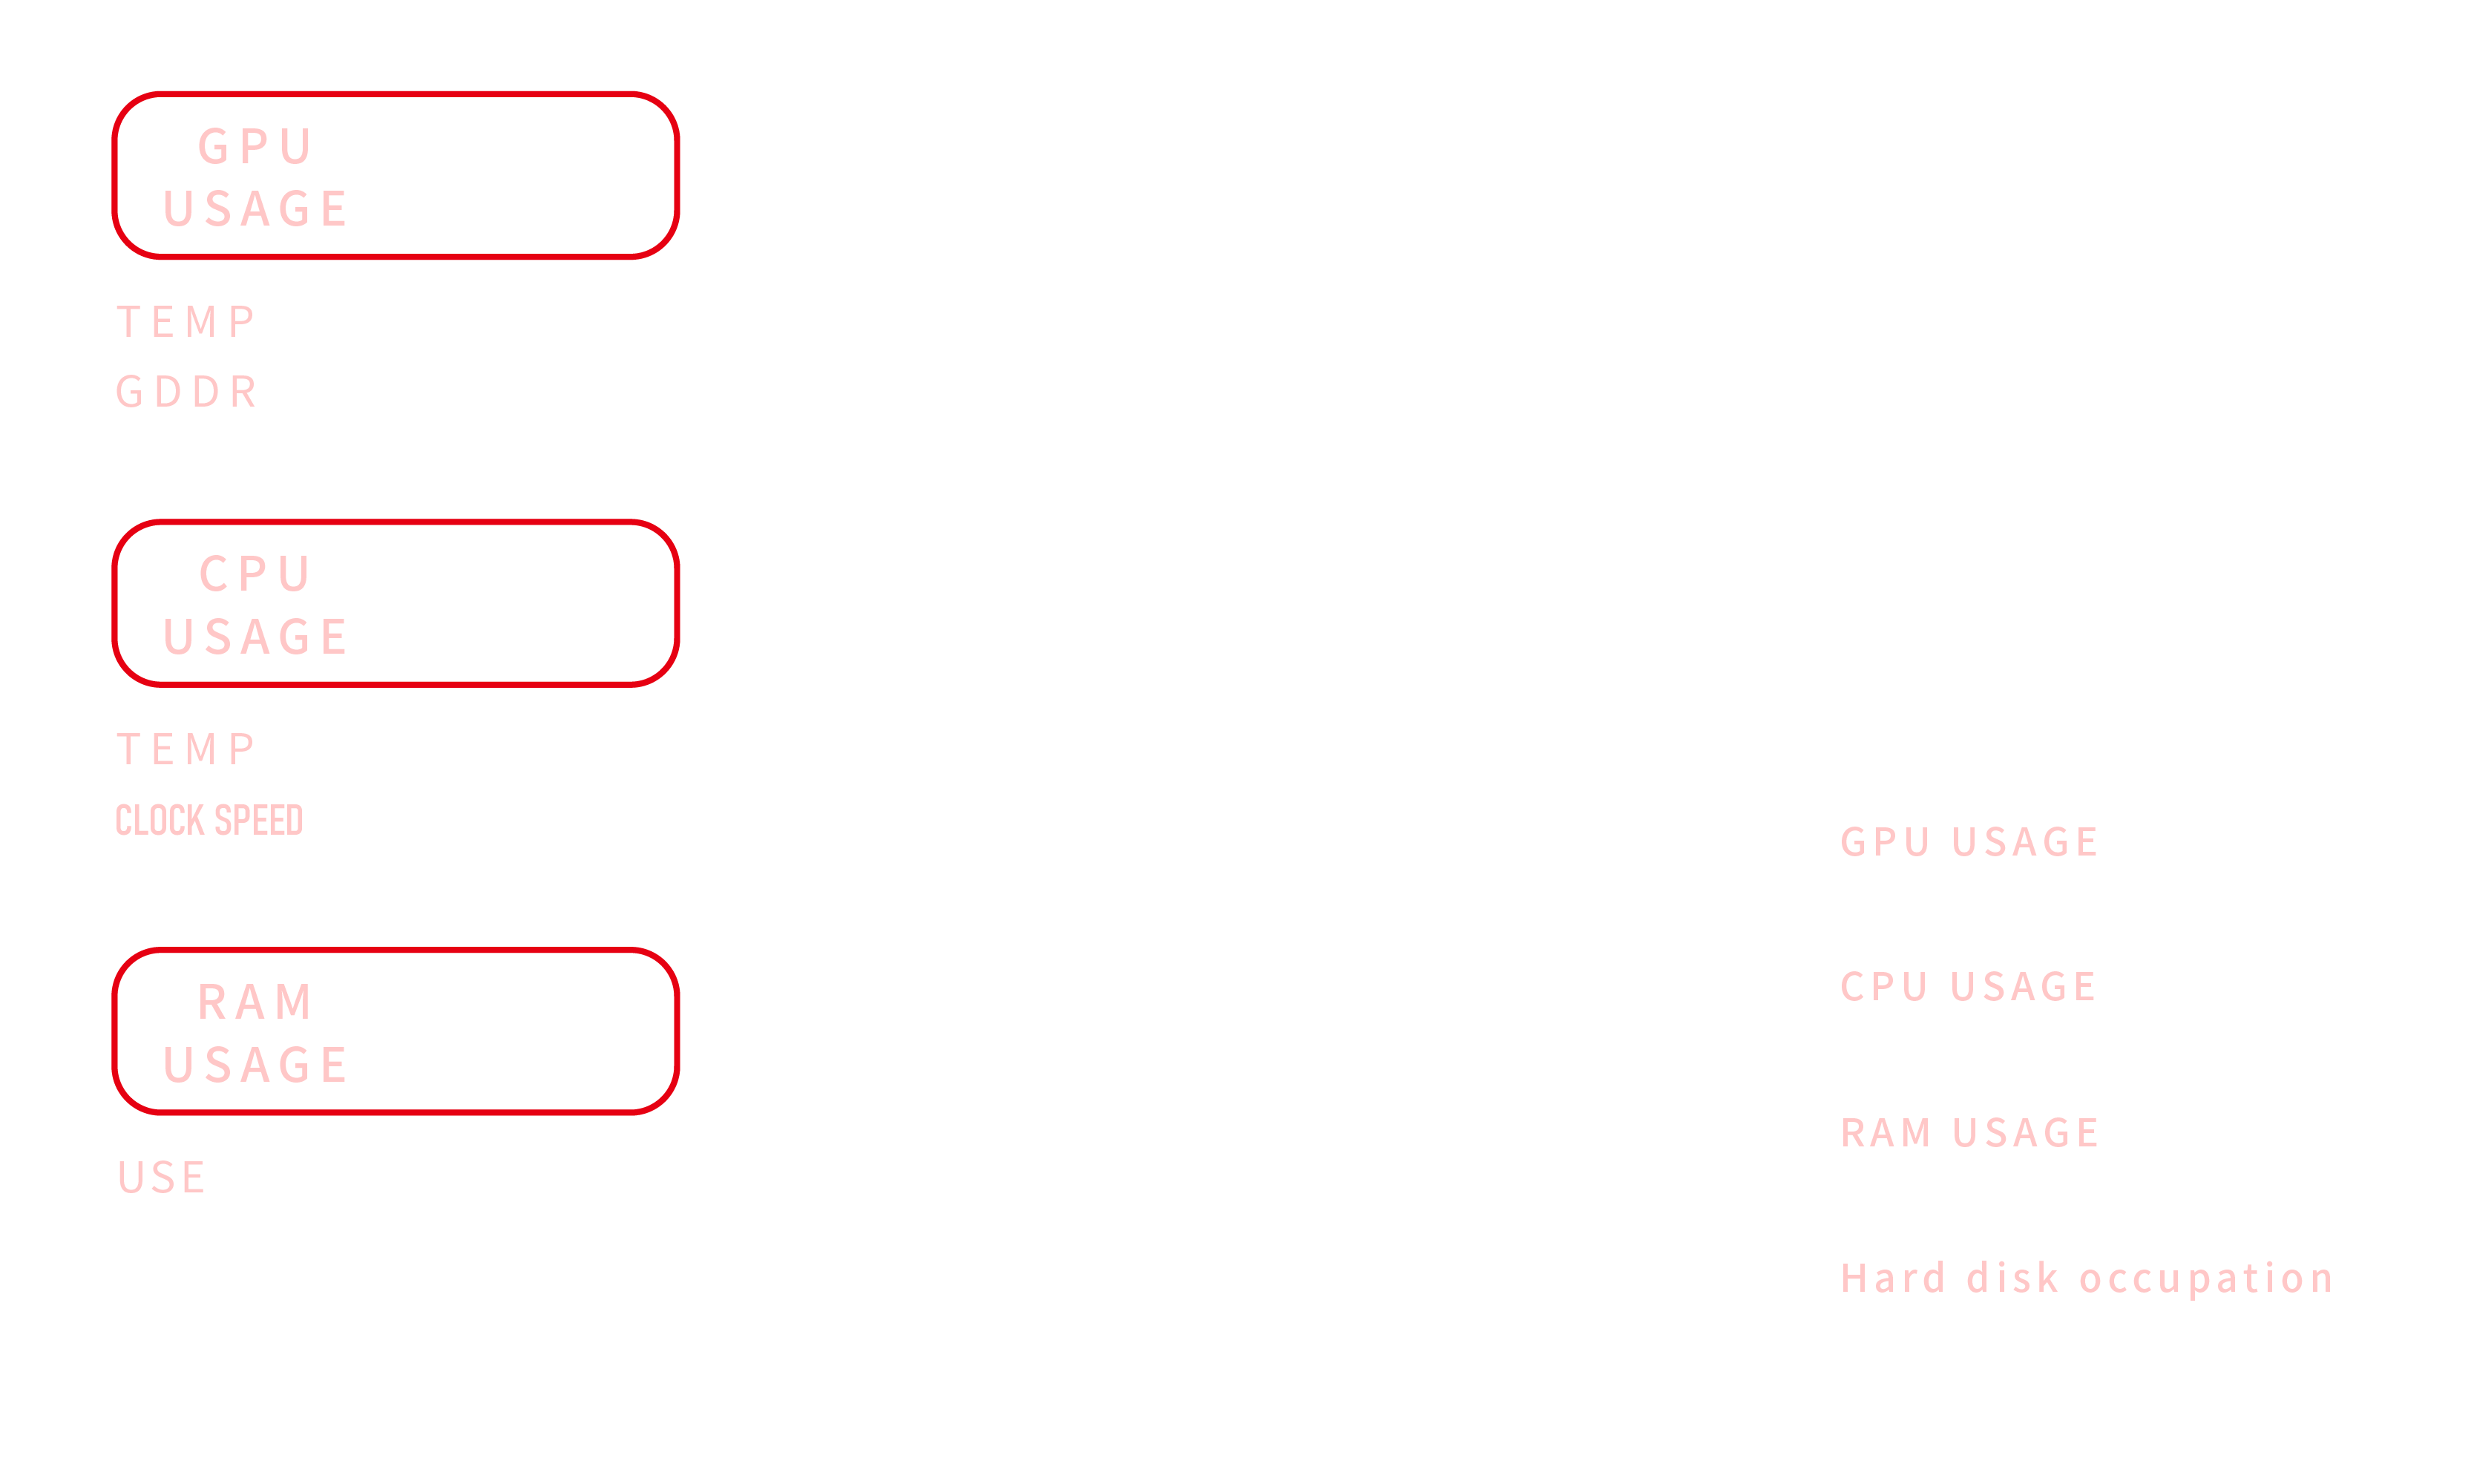 GPU
USAGE
TEMP
GDDR
CPU
USAGE
TEMP
CLOCK SPEED
RAM
USAGE
USE
GPU USAGE
CPU USAGE
RAM USAGE
Hard disk occupation